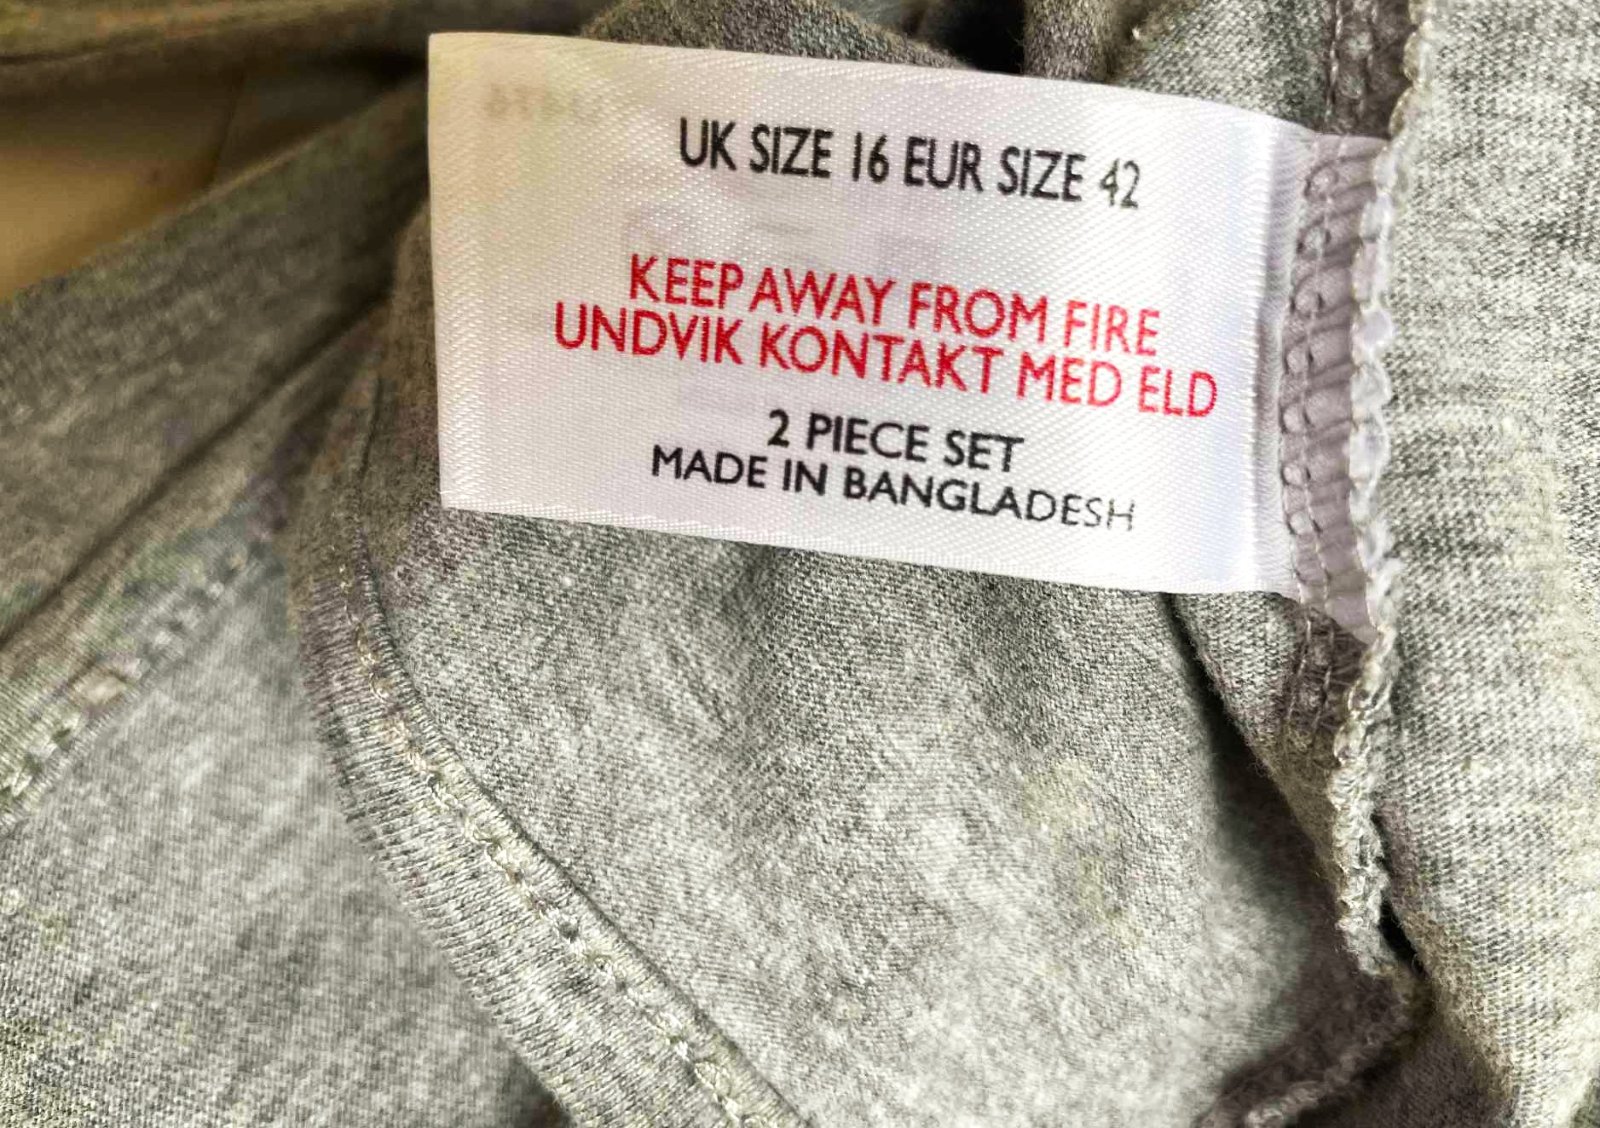 UK SIZE 16 EUR SIZE 42
KEEP AWAY FROM FIRE
UNDVIK KONTAKT MED ELD
2 PIECE SET
MADE IN BANGLADESH